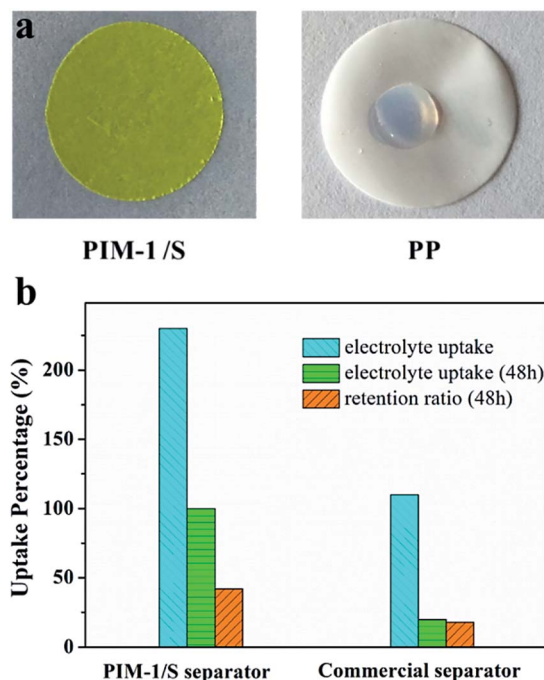 a
PIM-1 /S
PP
b
Uptake Percentage (%)
200
150
100
50
0
electrolyte uptake
electrolyte uptake (48h)
retention ratio (48h)
PIM-1/S separator
Commercial separator